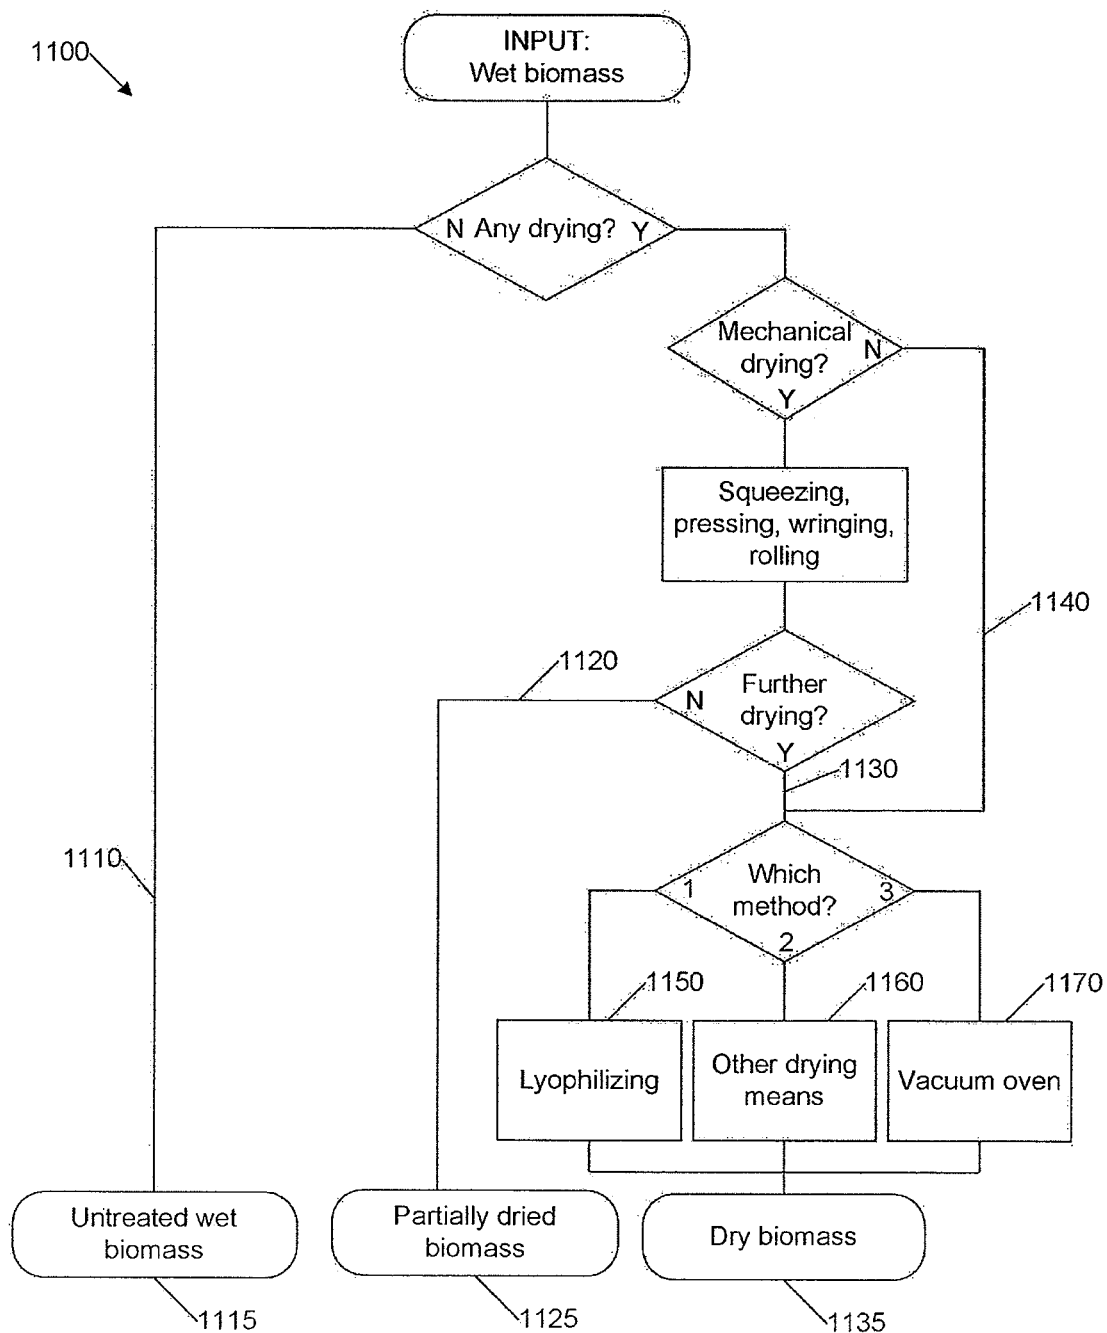 1100
INPUT:
Wet biomass
N Any drying? Y
Mechanical
drying?
N
Y
Squeezing,
pressing, wringing,
rolling
1140
1120
Further
drying?
N
Y
1130
1110
Which
method?
1
2
3
1150
1160
1170
Lyophilizing
Other drying
means
Vacuum oven
Untreated wet
biomass
Partially dried
biomass
Dry biomass
1115
1125
1135